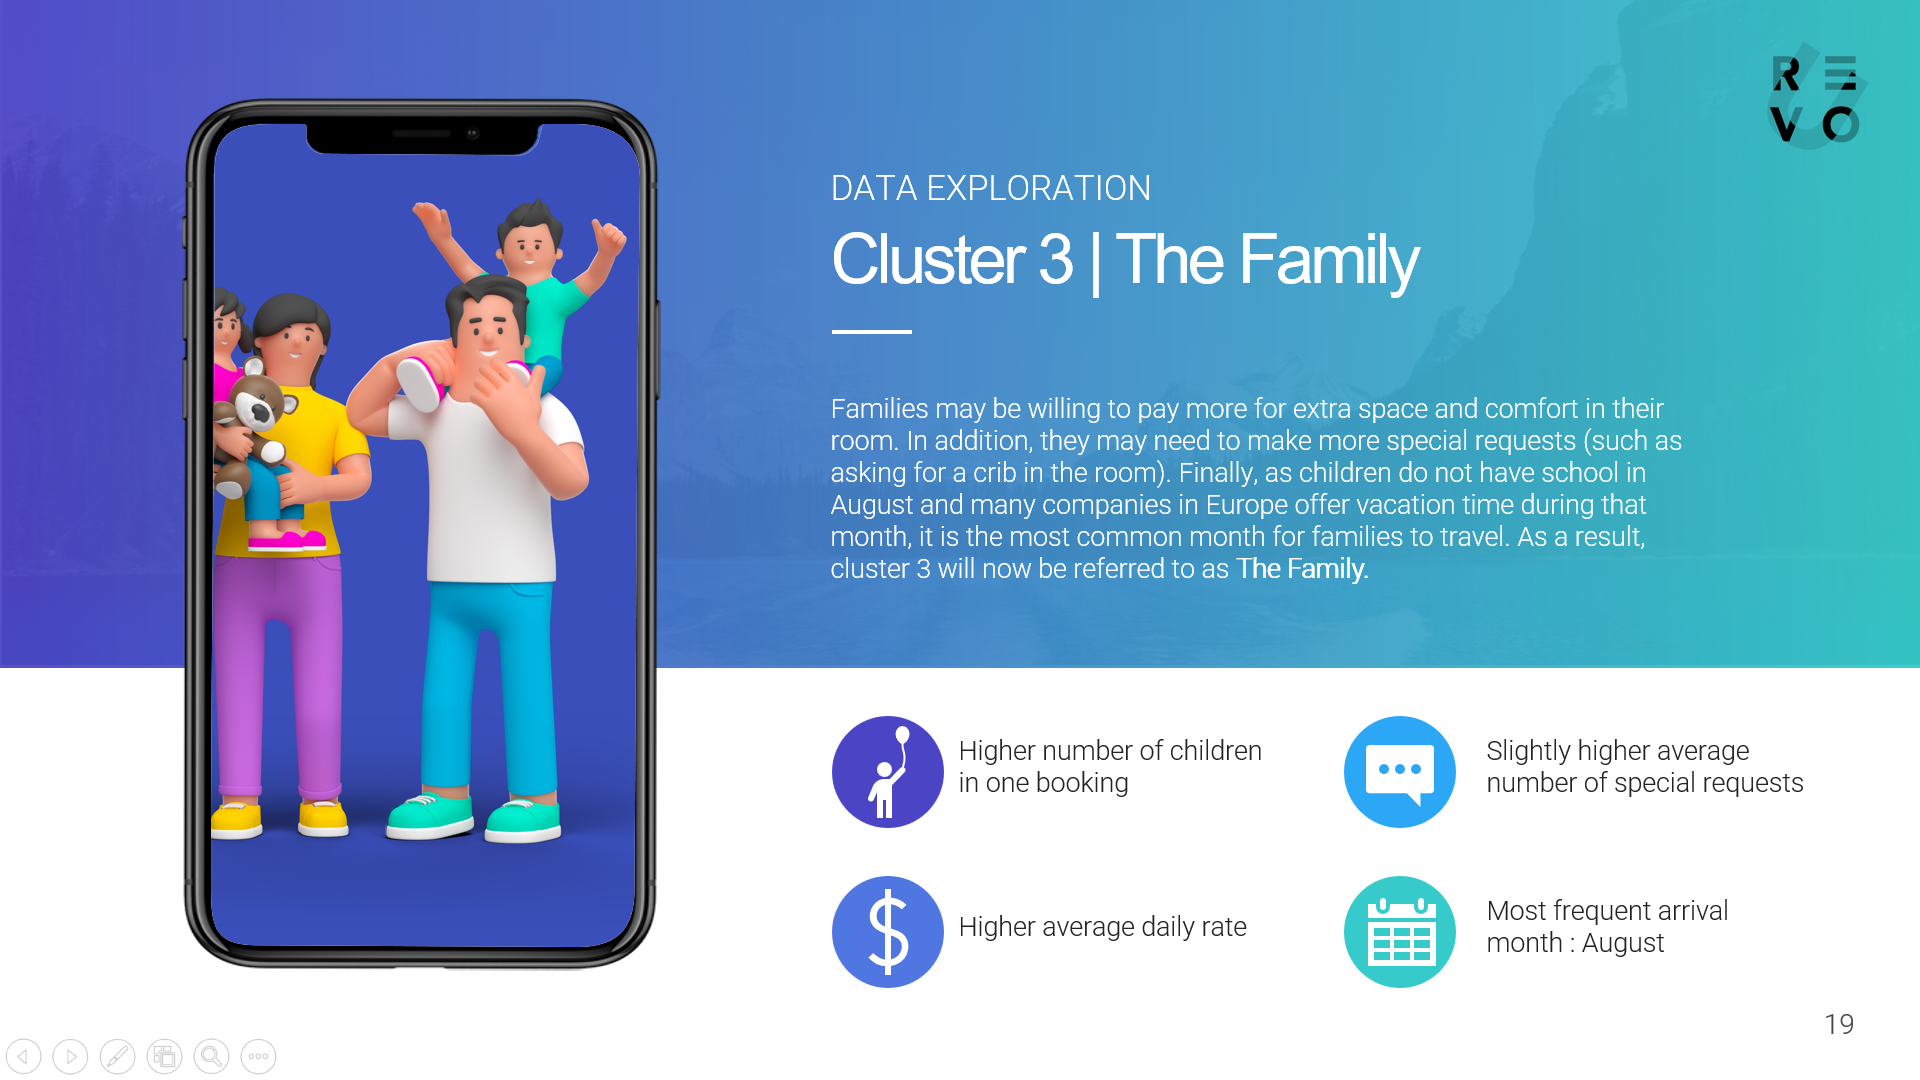 RE
VO
DATA EXPLORATION
Cluster 3 | The Family
Families may be willing to pay more for extra space and comfort in their
room. In addition, they may need to make more special requests (such as
asking for a crib in the room). Finally, as children do not have school in
August and many companies in Europe offer vacation time during that
month, it is the most common month for families to travel. As a result,
cluster 3 will now be referred to as The Family.
Higher number of children
in one booking
Slightly higher average
number of special requests
Higher average daily rate
Most frequent arrival
month : August
19